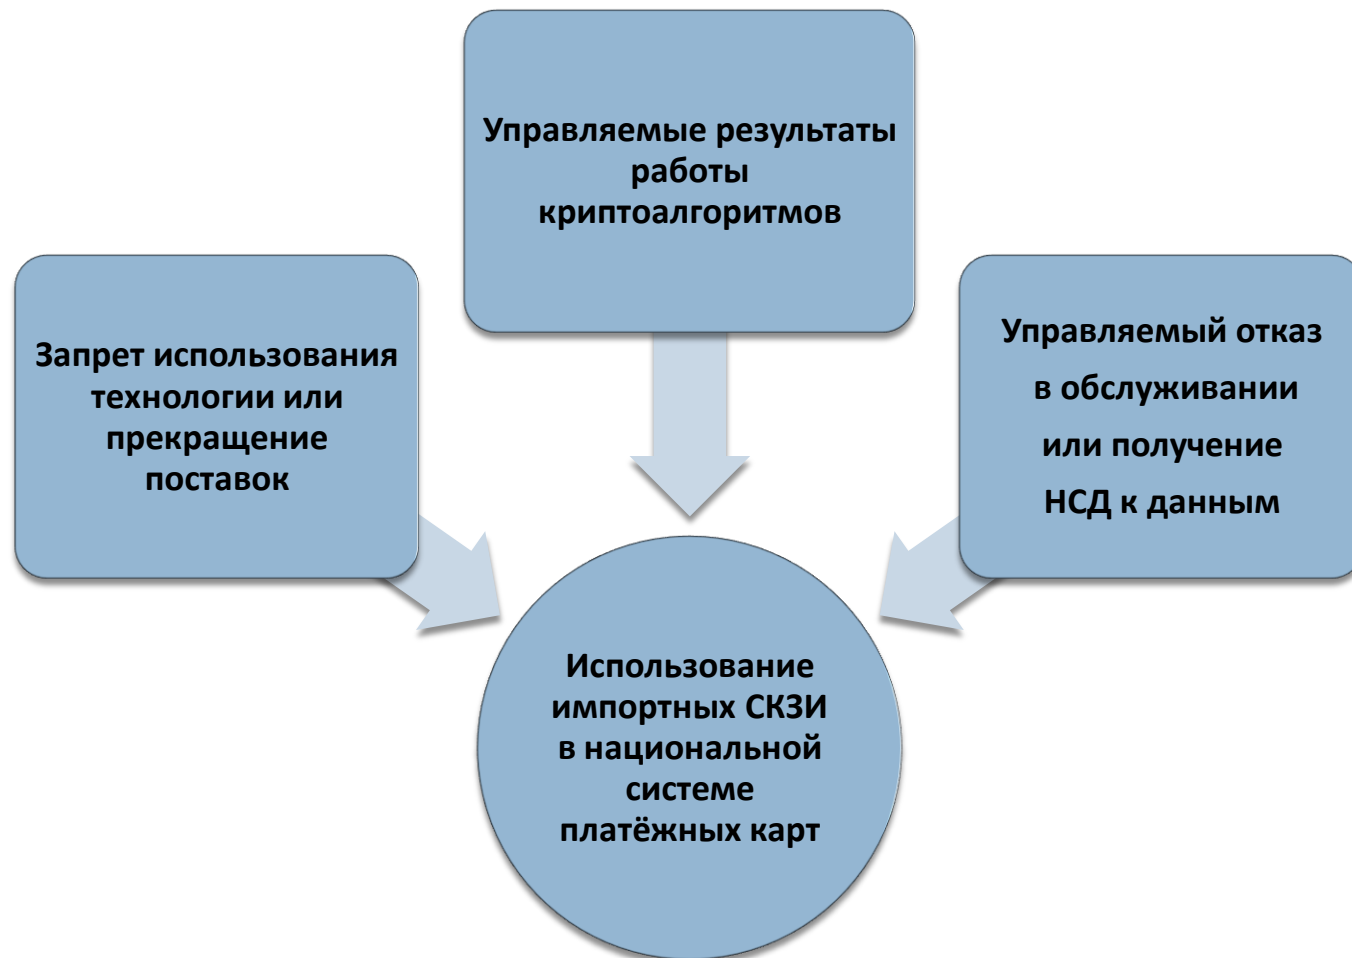 Управляемые результаты
работы
криптоалгоритмов
Запрет использования
технологии или
прекращение
поставок
Управляемый отказ
в обслуживании
или получение
НСД к данным
Использование
импортных СКЗИ
в национальной
системе
платёжных карт